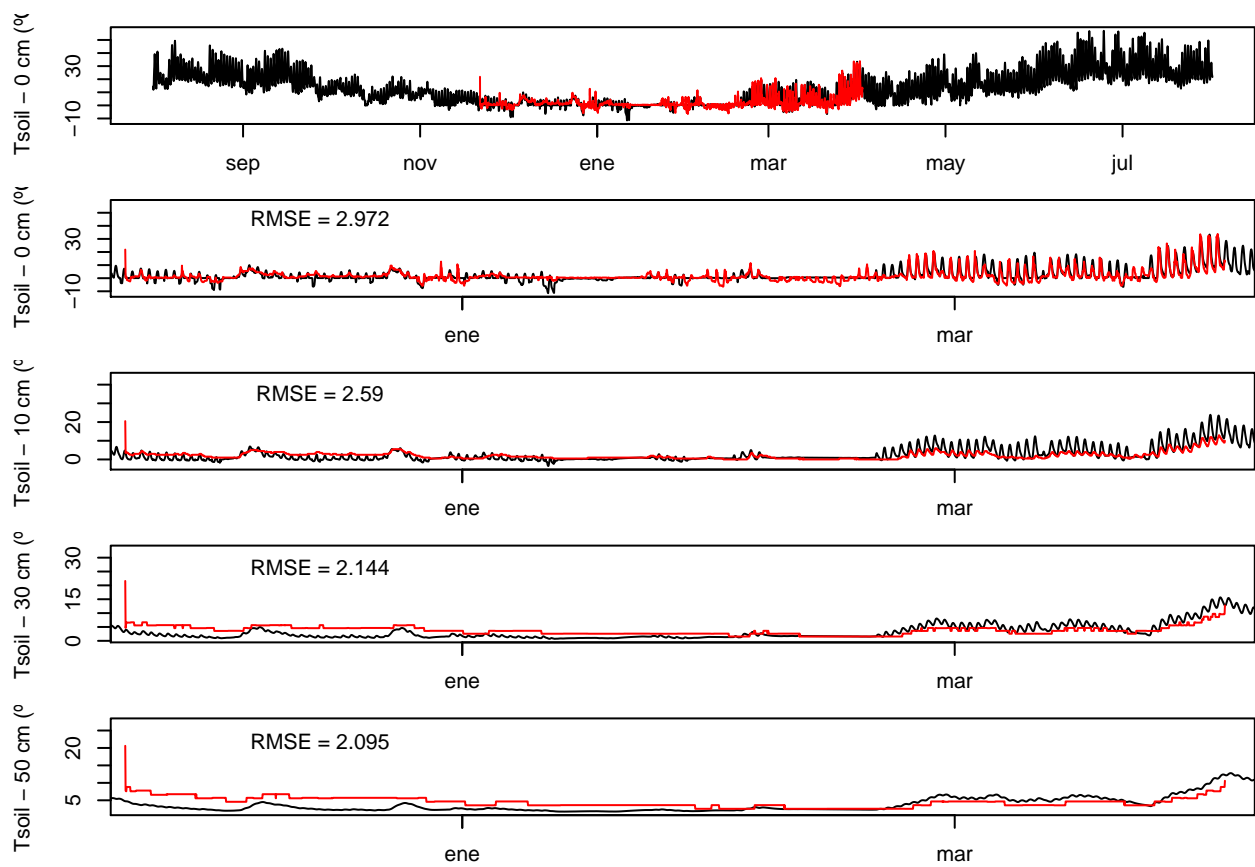 Tsoil – 0 cm (º
30
−10
sep nov ene mar may jul
Tsoil – 0 cm (º
30
−10
RMSE = 2.972
ene mar
Tsoil – 10 cm (º
20
0
RMSE = 2.59
ene mar
Tsoil – 30 cm (º
30
15
0
RMSE = 2.144
ene mar
Tsoil – 50 cm (º
20
5
RMSE = 2.095
ene mar